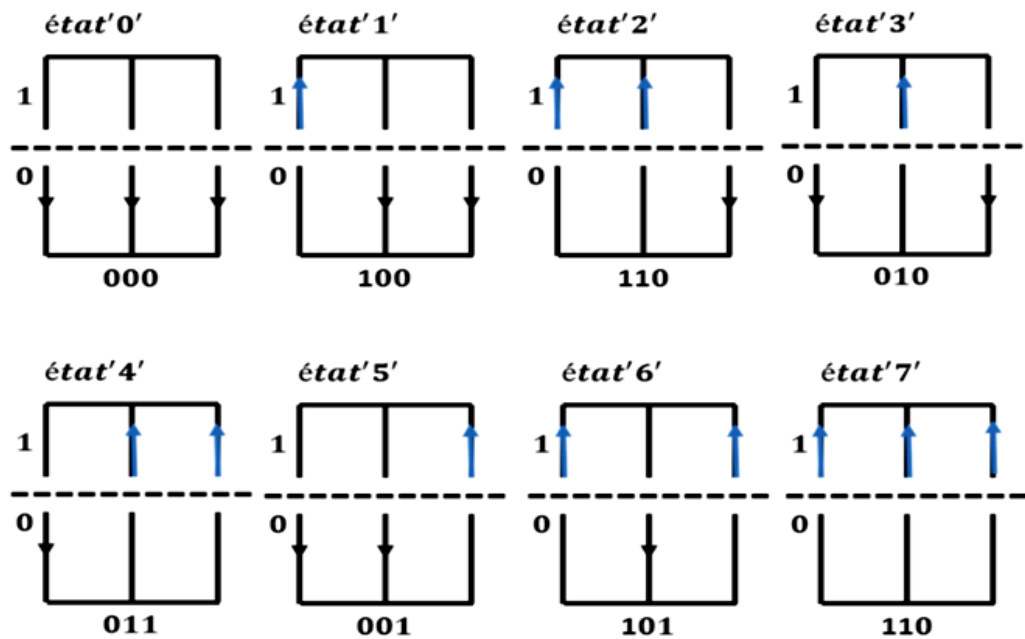 état'0' état'1' état'2' état'3'
1 1 1 1
0 0 0 0
000 100 110 010
état'4' état'5' état'6' état'7'
1 1 1 1
0 0 0 0
011 001 101 110